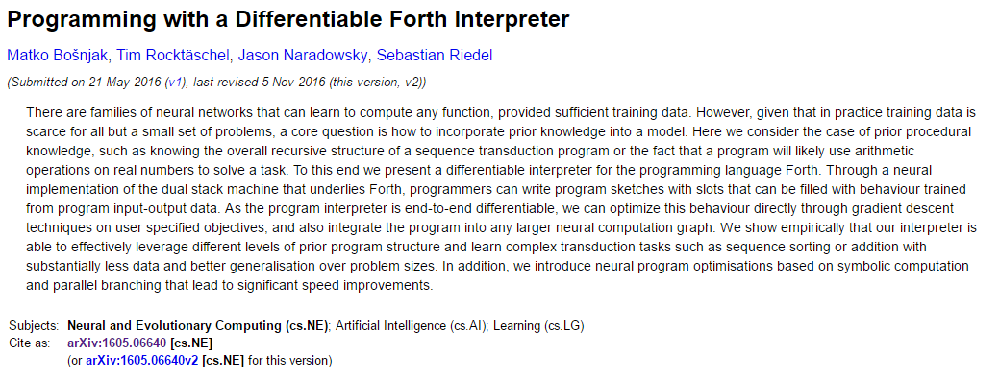 Programming with a Differentiable Forth Interpreter
Matko Bošnjak, Tim Rocktäschel, Jason Naradowsky, Sebastian Riedel
(Submitted on 21 May 2016 (v1), last revised 5 Nov 2016 (this version, v2))
There are families of neural networks that can learn to compute any function, provided sufficient training data. However, given that in practice training data is
scarce for all but a small set of problems, a core question is how to incorporate prior knowledge into a model. Here we consider the case of prior procedural
knowledge, such as knowing the overall recursive structure of a sequence transduction program or the fact that a program will likely use arithmetic
operations on real numbers to solve a task. To this end we present a differentiable interpreter for the programming language Forth. Through a neural
implementation of the dual stack machine that underlies Forth, programmers can write program sketches with slots that can be filled with behaviour trained
from program input-output data. As the program interpreter is end-to-end differentiable, we can optimize this behaviour directly through gradient descent
techniques on user specified objectives, and also integrate the program into any larger neural computation graph. We show empirically that our interpreter is
able to effectively leverage different levels of prior program structure and learn complex transduction tasks such as sequence sorting or addition with
substantially less data and better generalisation over problem sizes. In addition, we introduce neural program optimisations based on symbolic computation
and parallel branching that lead to significant speed improvements.
Subjects: Neural and Evolutionary Computing (cs.NE); Artificial Intelligence (cs.AI); Learning (cs.LG)
Cite as: arXiv:1605.06640 [cs.NE]
(or arXiv:1605.06640v2 [cs.NE] for this version)